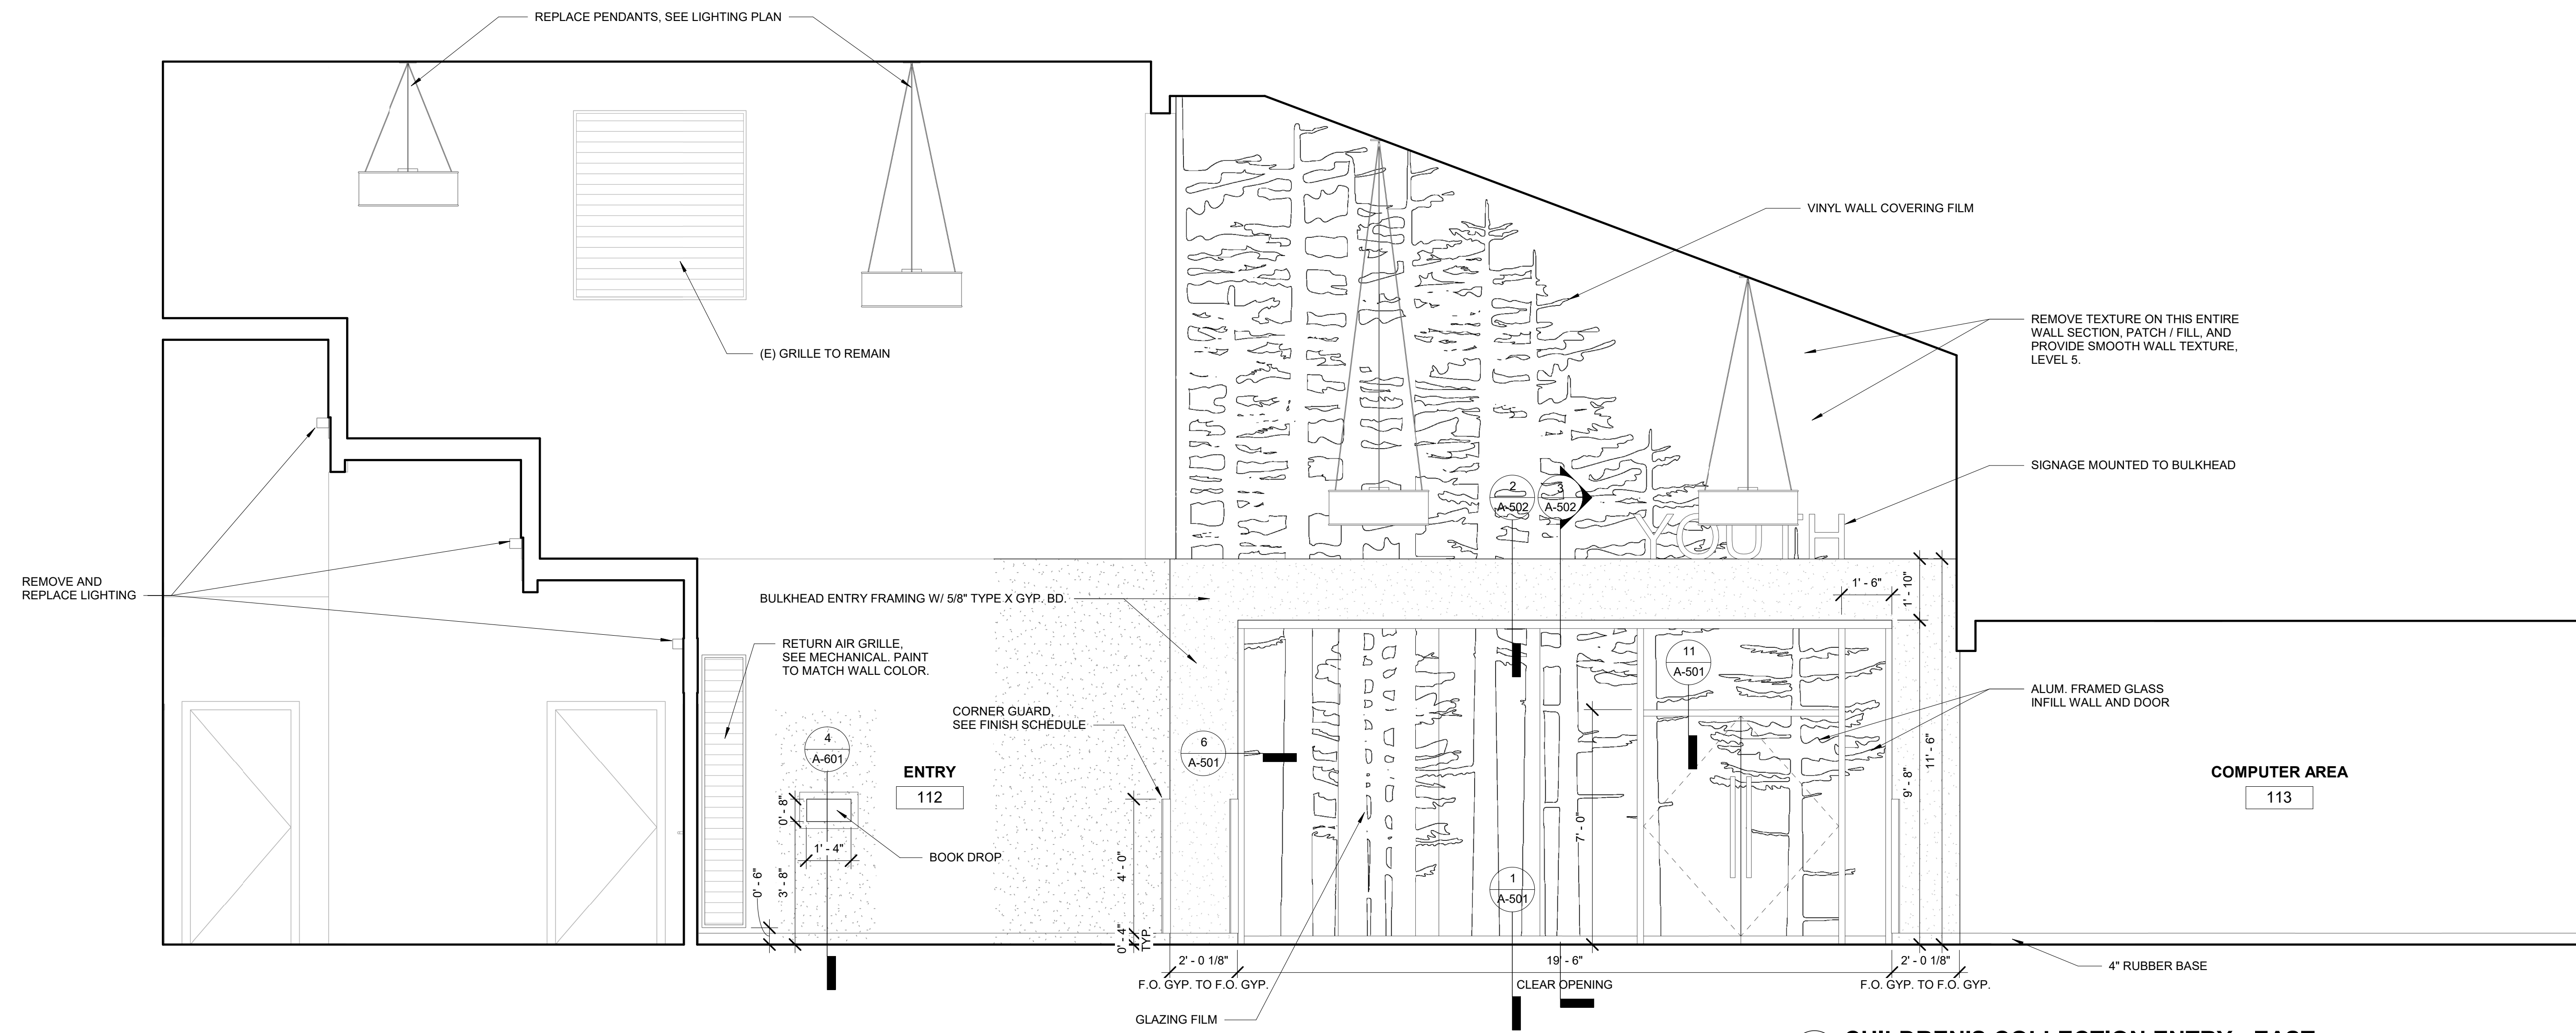 REPLACE PENDANTS, SEE LIGHTING PLAN
VINYL WALL COVERING FILM
(E) GRILLE TO REMAIN
REMOVE TEXTURE ON THIS ENTIRE
WALL SECTION, PATCH / FILL, AND
PROVIDE SMOOTH WALL TEXTURE,
LEVEL 5.
SIGNAGE MOUNTED TO BULKHEAD
2
A-502
3
A-502
YOUTH
REMOVE AND
REPLACE LIGHTING
BULKHEAD ENTRY FRAMING W/ 5/8" TYPE X GYP. BD.
1' - 6"
1' - 10"
RETURN AIR GRILLE,
SEE MECHANICAL. PAINT
TO MATCH WALL COLOR.
11
A-501
ALUM. FRAMED GLASS
INFILL WALL AND DOOR
CORNER GUARD,
SEE FINISH SCHEDULE
4
A-601
6
A-501
11' - 6"
9' - 8"
ENTRY
112
COMPUTER AREA
113
0' - 8"
1' - 4"
BOOK DROP
7' - 0"
4' - 0"
0' - 6"
3' - 8"
1
A-501
0' - 4"
TYP.
2' - 0 1/8"
19' - 6"
2' - 0 1/8"
4" RUBBER BASE
F.O. GYP. TO F.O. GYP.
CLEAR OPENING
F.O. GYP. TO F.O. GYP.
GLAZING FILM
CHILDREN'S COLLECTION ENTRY - EAST